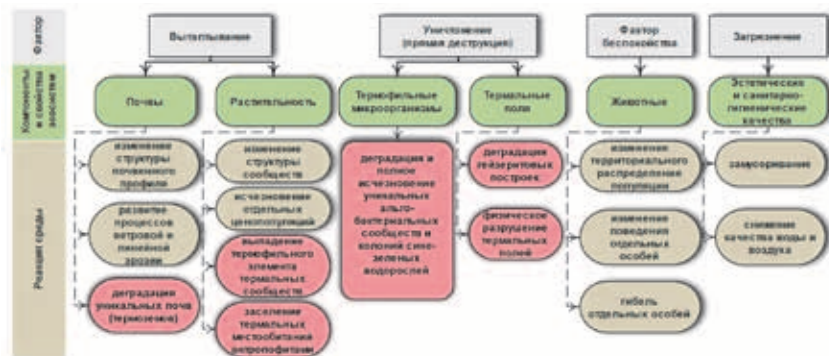 Фактор
Вытаптывание
Уничтожение
(прямая деструкция)
Фактор
беспокойства
Загрязнение
Компоненты
и свойства
экосистем
Почвы
Растительность
Термофильные
микроорганизмы
Термальные
поля
Животные
Эстетические
и санитарно-
гигиенические
качества
Реакция среды
изменение
структуры
почвенного
профиля
развитие
процессов
ветровой и
линейной
эрозии
деградация
уникальных почв
(термоземов)
изменение
структуры
сообществ
исчезновение
отдельных
ценопопуляций
выпадение
термофильного
элемента
термальных
сообществ
заселение
термальных
местообитаний
антропофитами
деградация и
полное
исчезновение
уникальных
альго-
бактериальных
сообществ и
колоний сине-
зеленых
водорослей
деградация
гейзеритовых
построек
физическое
разрушение
термальных
полей
изменение
территориального
распределения
популяции
изменение
поведения
отдельных
особей
гибель
отдельных особей
замусоривание
снижение
качества воды и
воздуха